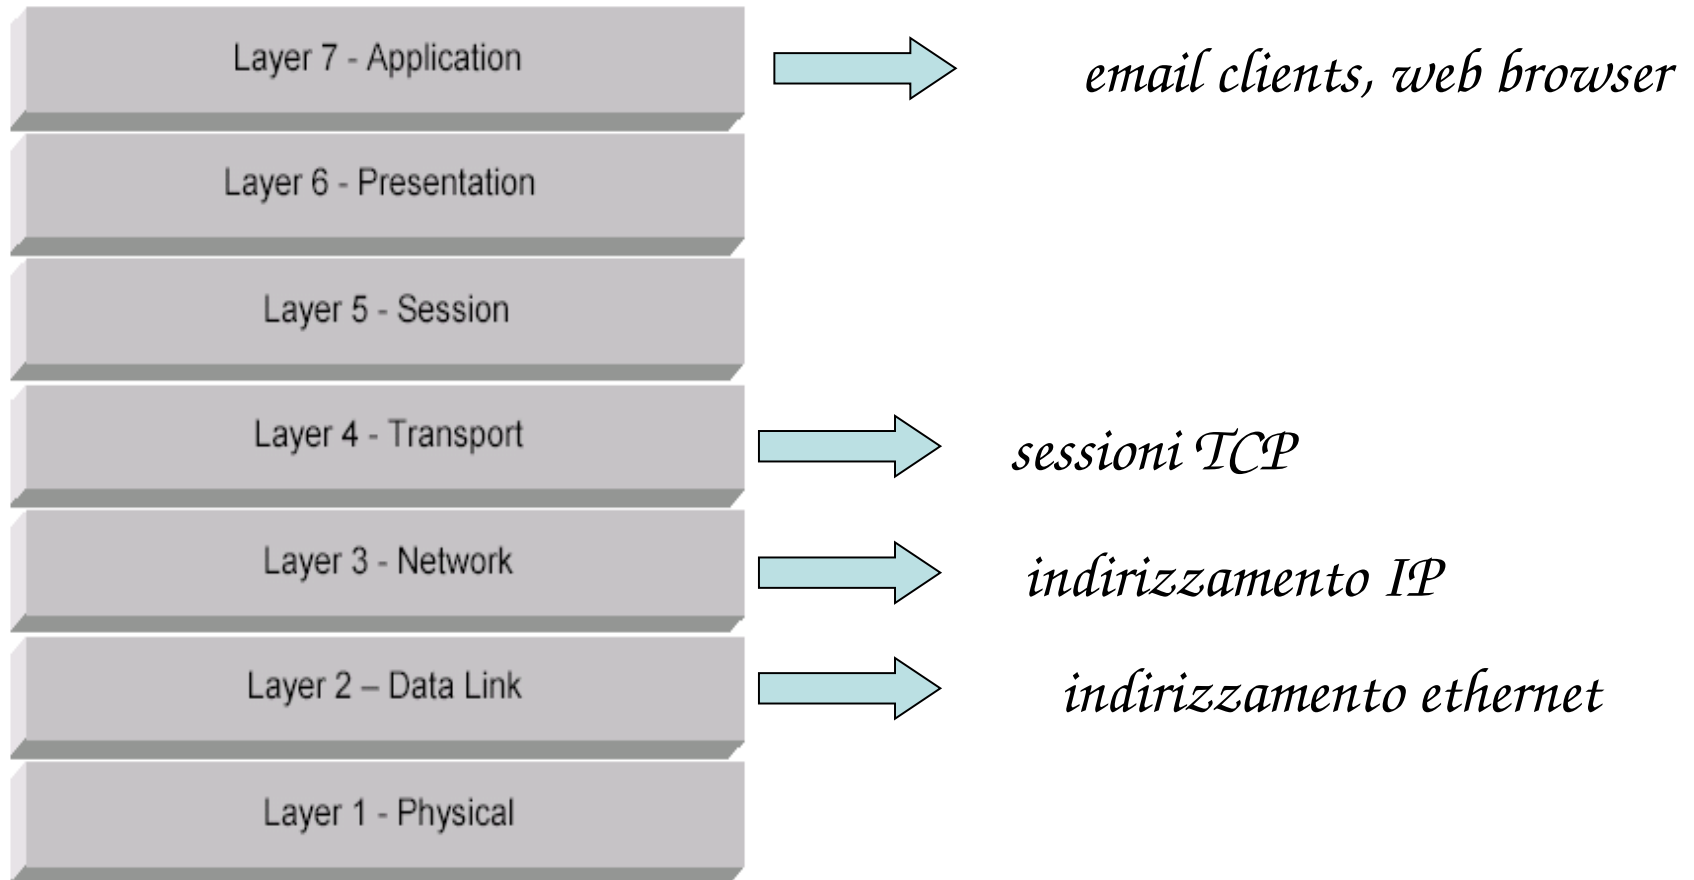 Layer 7 - Application
email clients, web browser
Layer 6 - Presentation
Layer 5 - Session
Layer 4 - Transport
sessioni TCP
Layer 3 - Network
indirizzamento IP
Layer 2 – Data Link
indirizzamento ethernet
Layer 1 - Physical